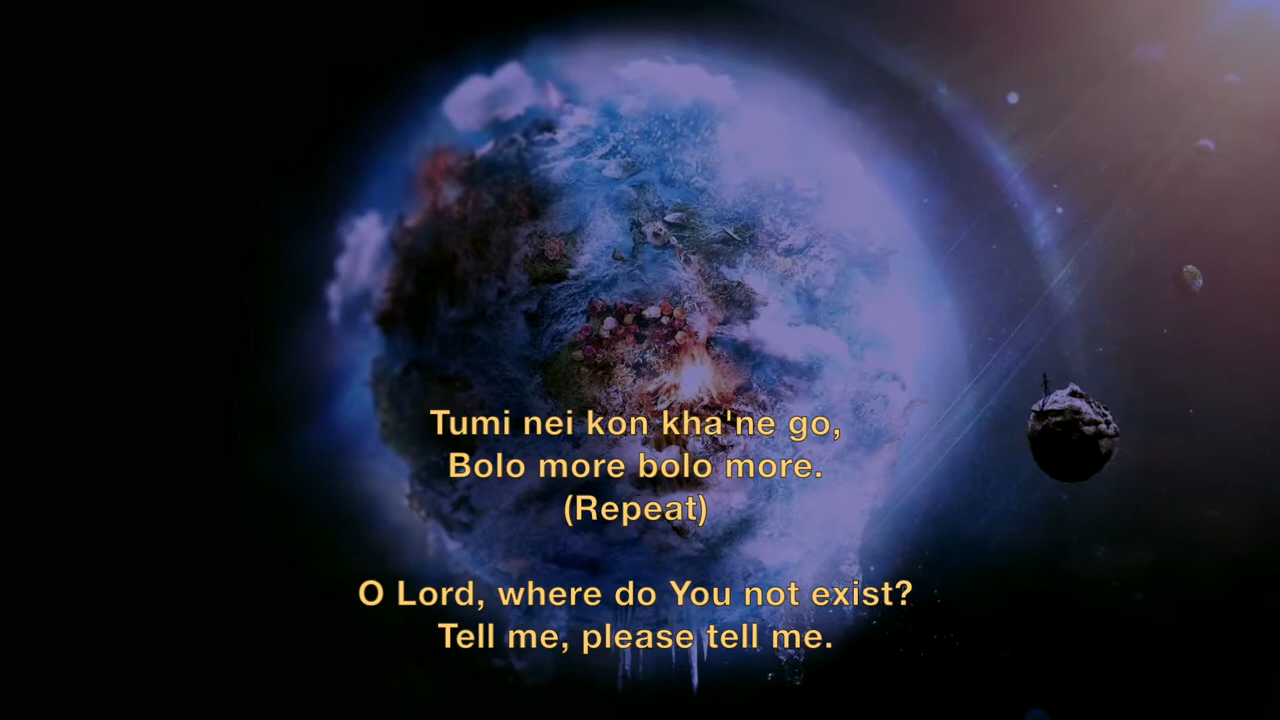 Tumi nei kon kha'ne go,
Bolo more bolo more.
(Repeat)
O Lord, where do You not exist?
Tell me, please tell me.